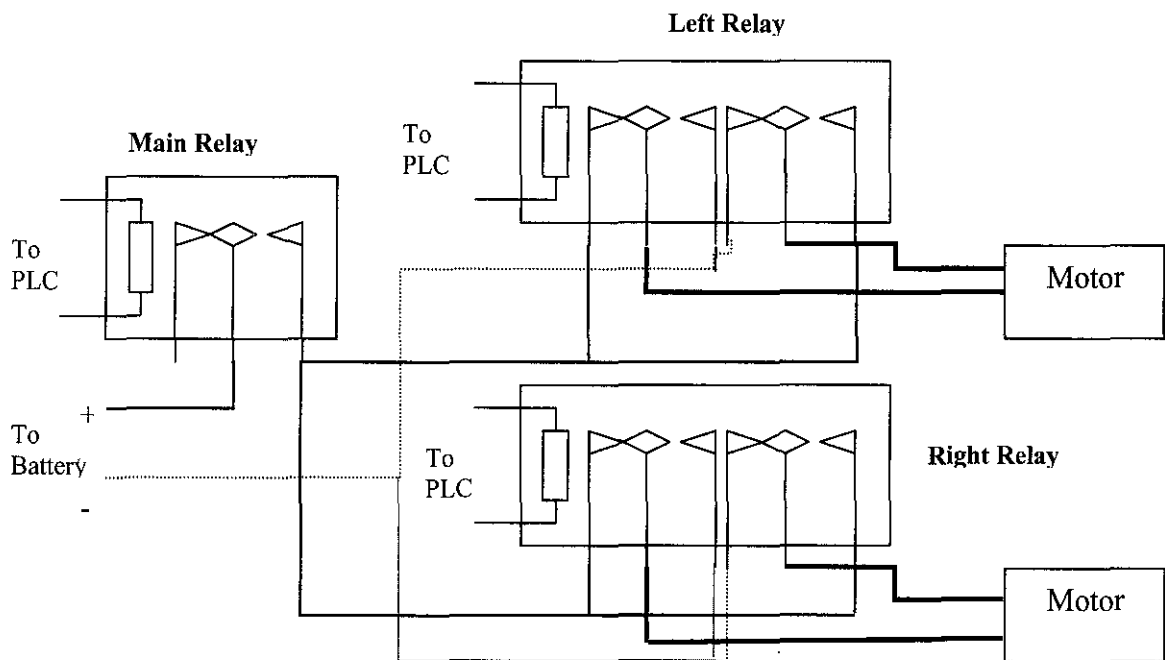 Left Relay
To
PLC
Main Relay
To
PLC
Motor
+
To
Battery
-
To
PLC
Right Relay
Motor